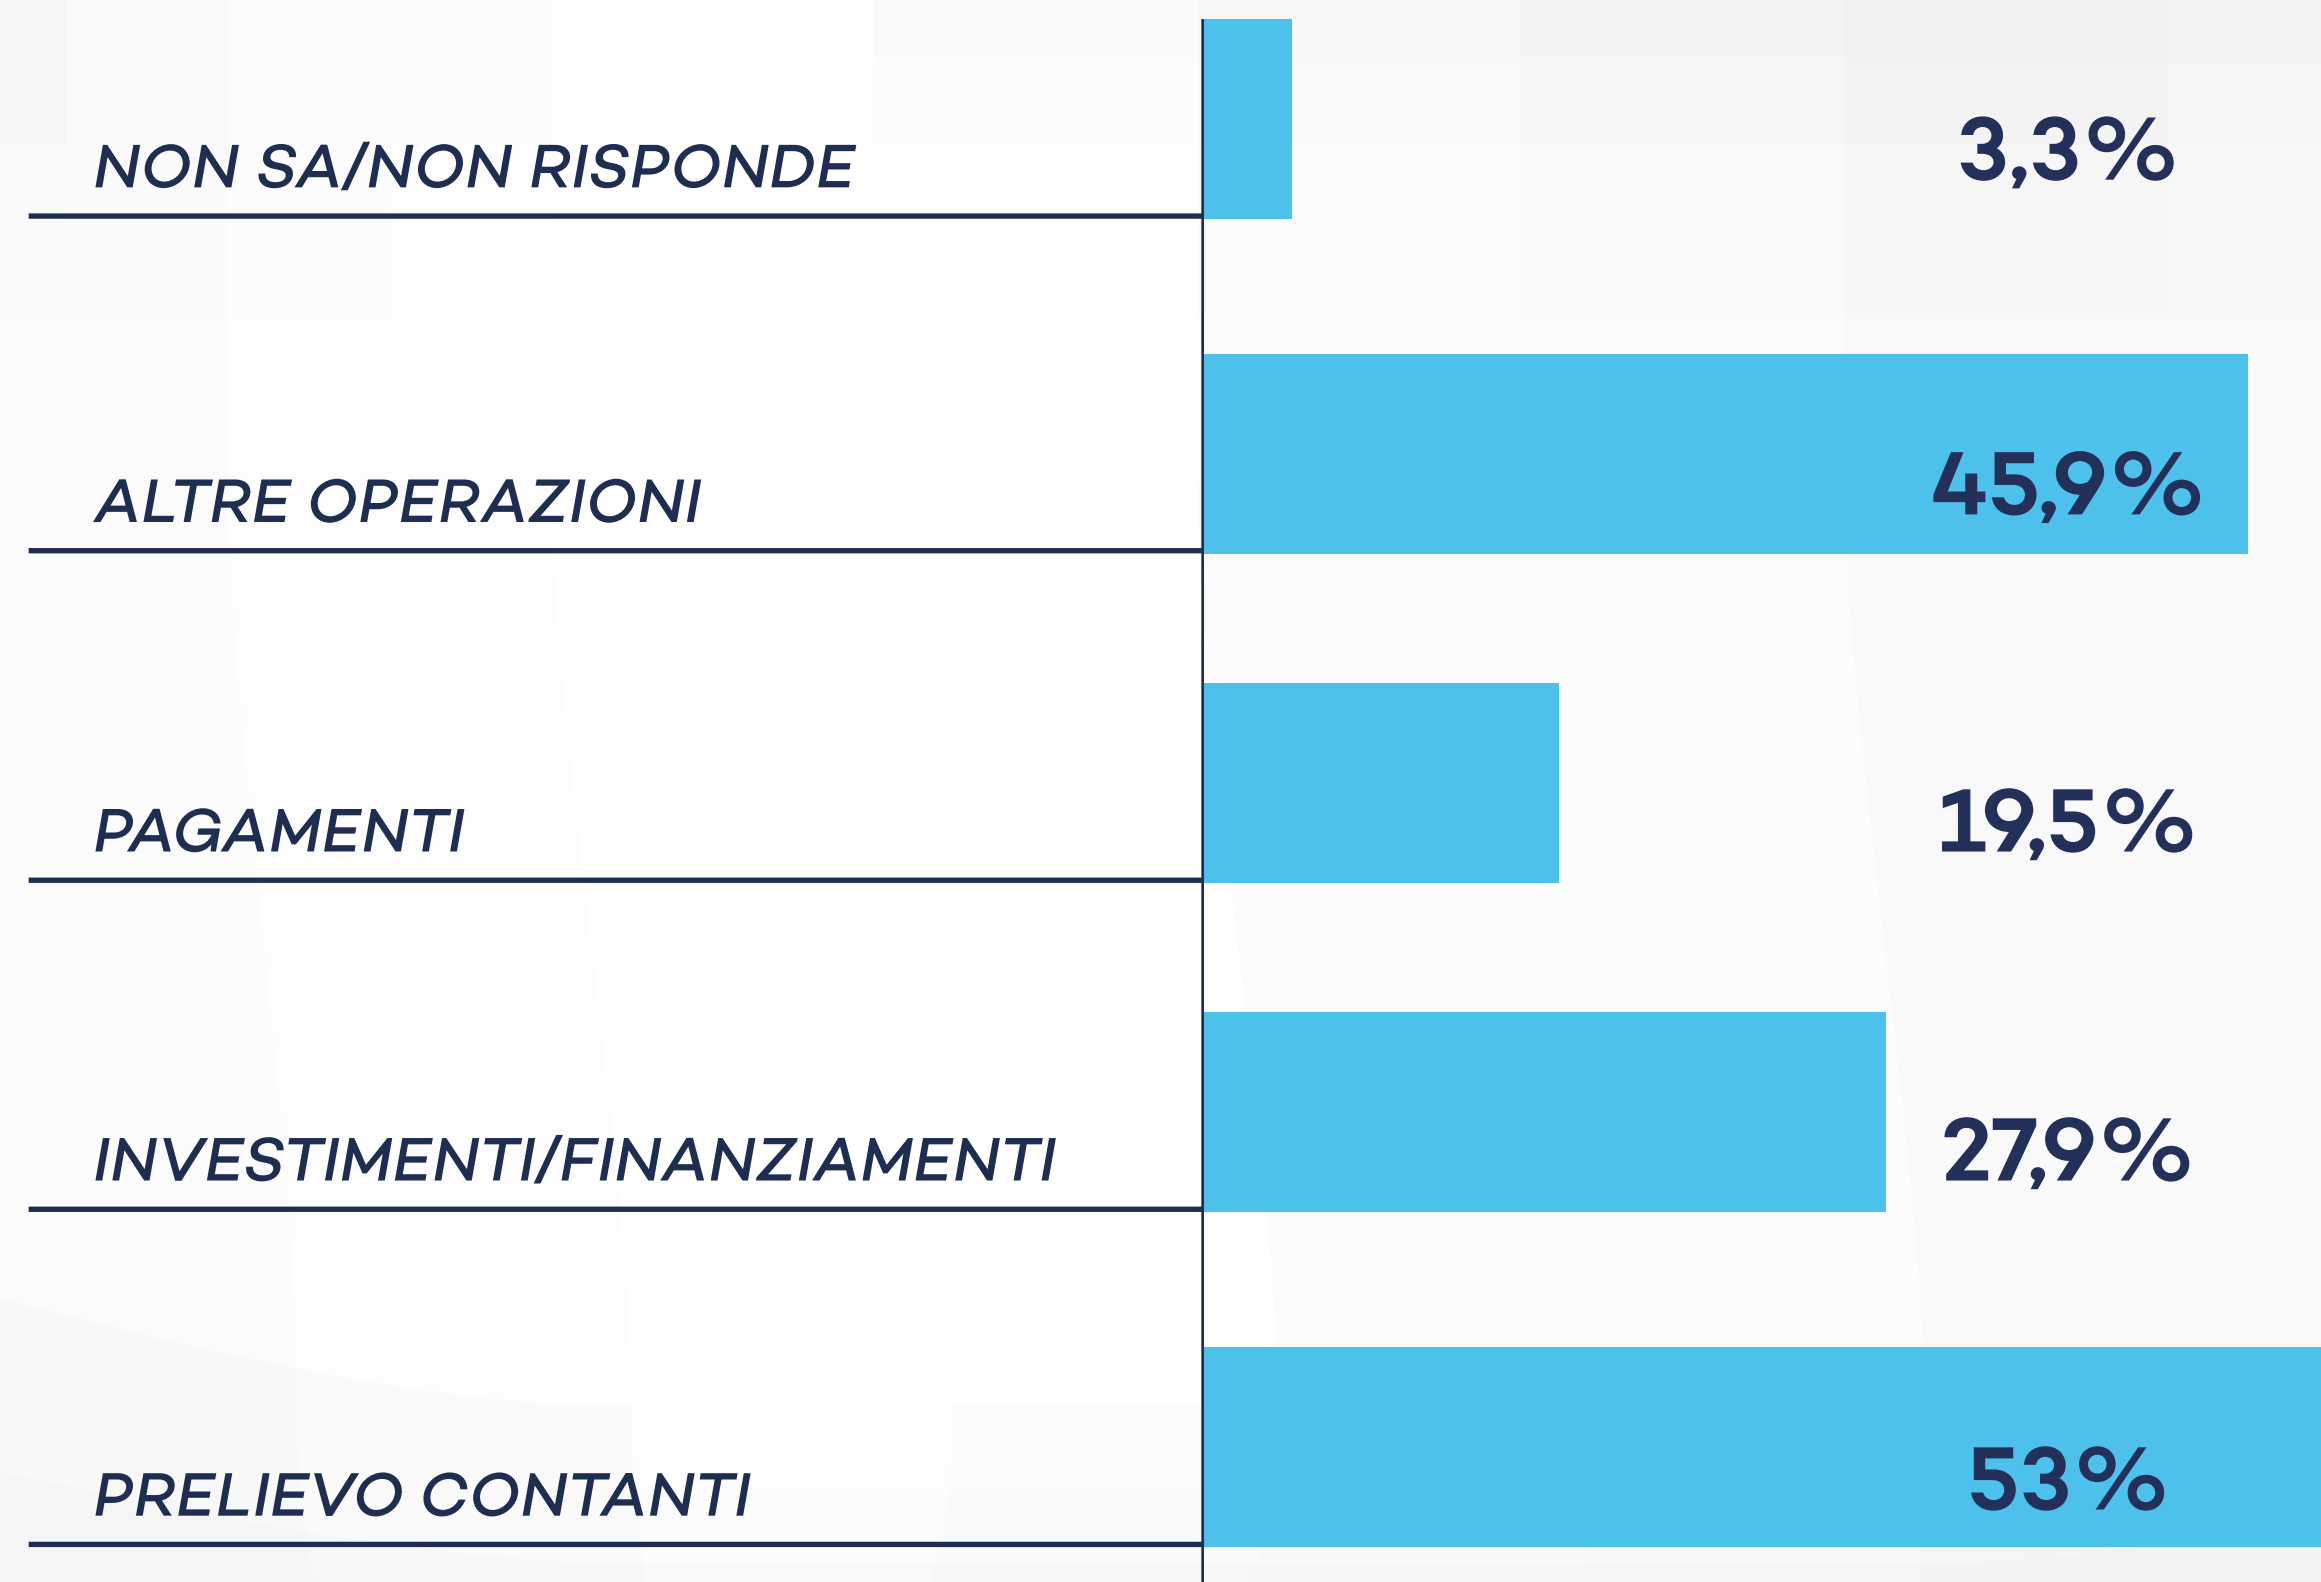 NON SA/NON RISPONDE 3,3%
ALTRE OPERAZIONI 45,9%
PAGAMENTI 19,5%
INVESTIMENTI/FINANZIAMENTI 27,9%
PRELIEVO CONTANTI 53%